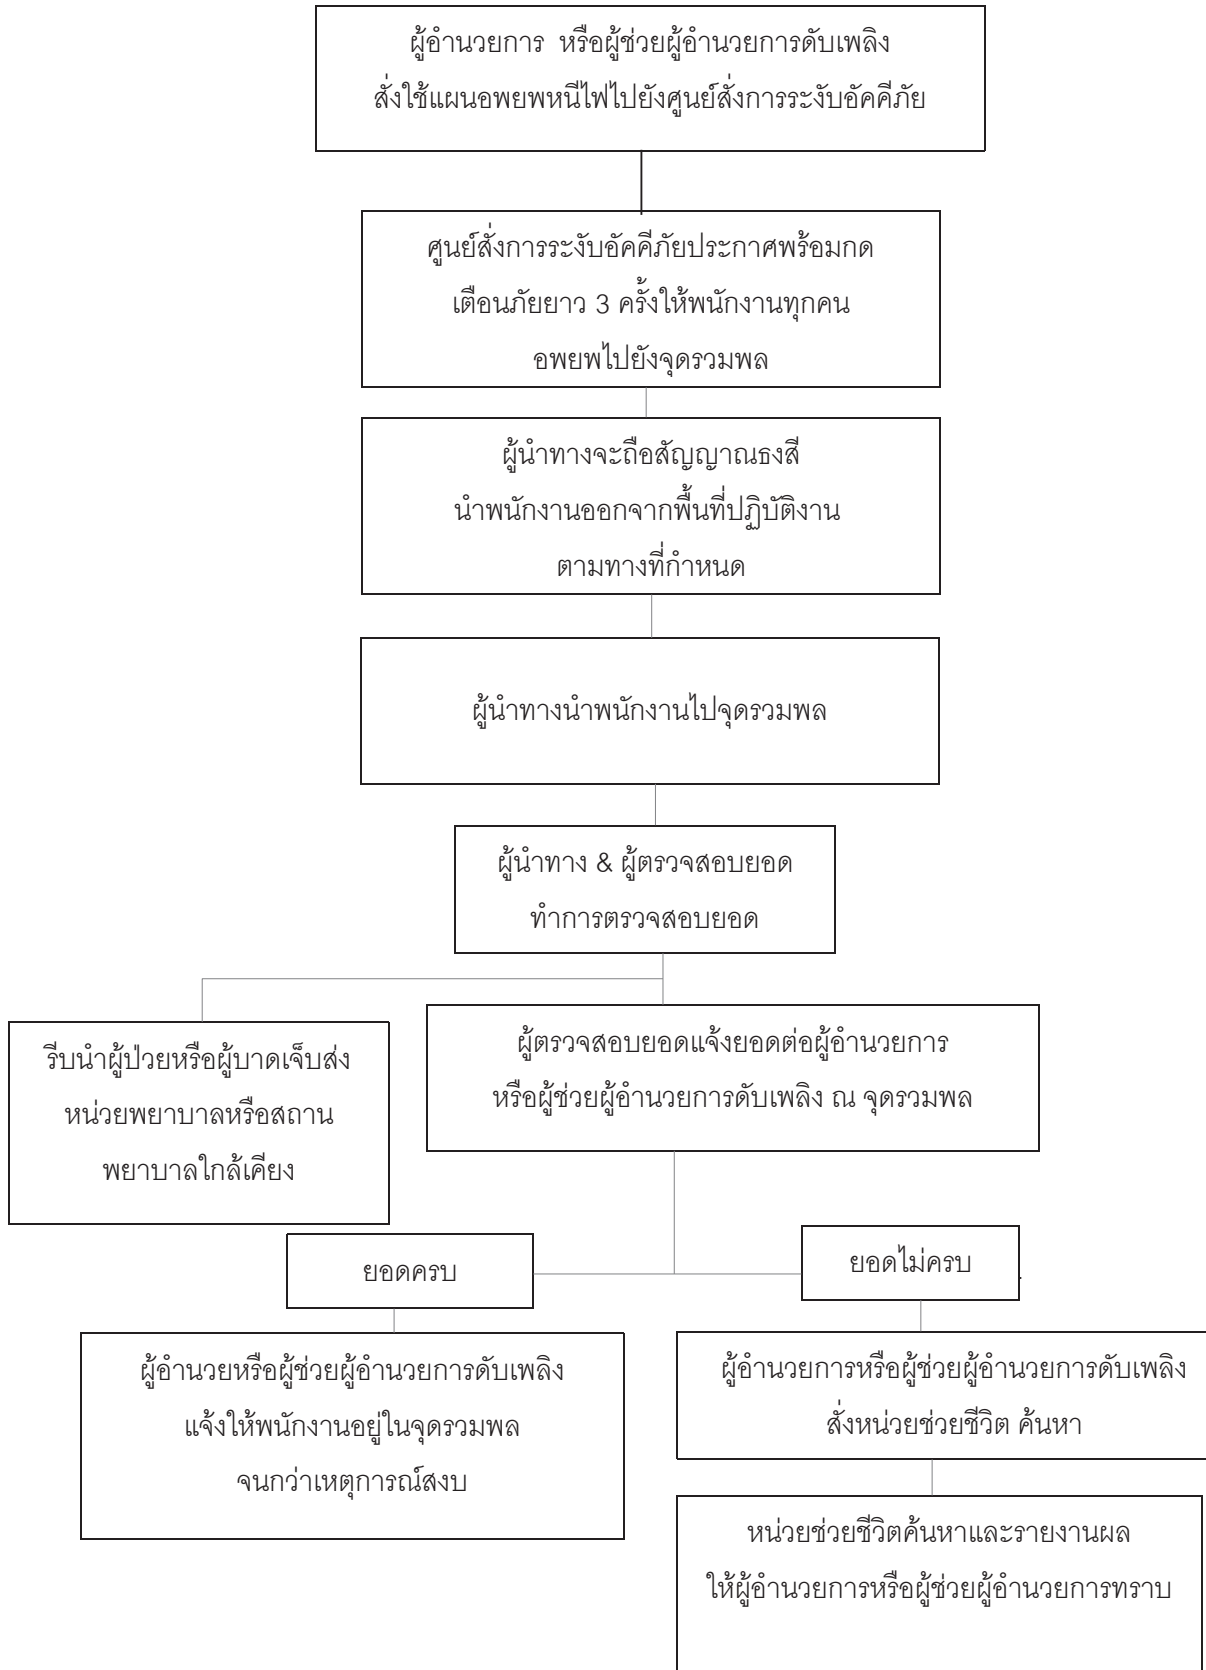 ผู้อำนวยการ หรือผู้ช่วยผู้อำนวยการดับเพลิง
สั่งใช้แผนอพยพหนีไฟไปยังศูนย์สั่งการระงับอัคคีภัย
ศูนย์สั่งการระงับอัคคีภัยประกาศพร้อมกด
เตือนภัยยาว 3 ครั้งให้พนักงานทุกคน
อพยพไปยังจุดรวมพล
ผู้นำทางจะถือสัญญาณธงสี
นำพนักงานออกจากพื้นที่ปฏิบัติงาน
ตามทางที่กำหนด
ผู้นำทางนำพนักงานไปจุดรวมพล
ผู้นำทาง & ผู้ตรวจสอบยอด
ทำการตรวจสอบยอด
รีบนำผู้ป่วยหรือผู้บาดเจ็บส่ง
หน่วยพยาบาลหรือสถาน
พยาบาลใกล้เคียง
ผู้ตรวจสอบยอดแจ้งยอดต่อผู้อำนวยการ
หรือผู้ช่วยผู้อำนวยการดับเพลิง ณ จุดรวมพล
ยอดครบ
ยอดไม่ครบ
ผู้อำนวยหรือผู้ช่วยผู้อำนวยการดับเพลิง
แจ้งให้พนักงานอยู่ในจุดรวมพล
จนกว่าเหตุการณ์สงบ
ผู้อำนวยการหรือผู้ช่วยผู้อำนวยการดับเพลิง
สั่งหน่วยช่วยชีวิต ค้นหา
หน่วยช่วยชีวิตค้นหาและรายงานผล
ให้ผู้อำนวยการหรือผู้ช่วยผู้อำนวยการทราบ